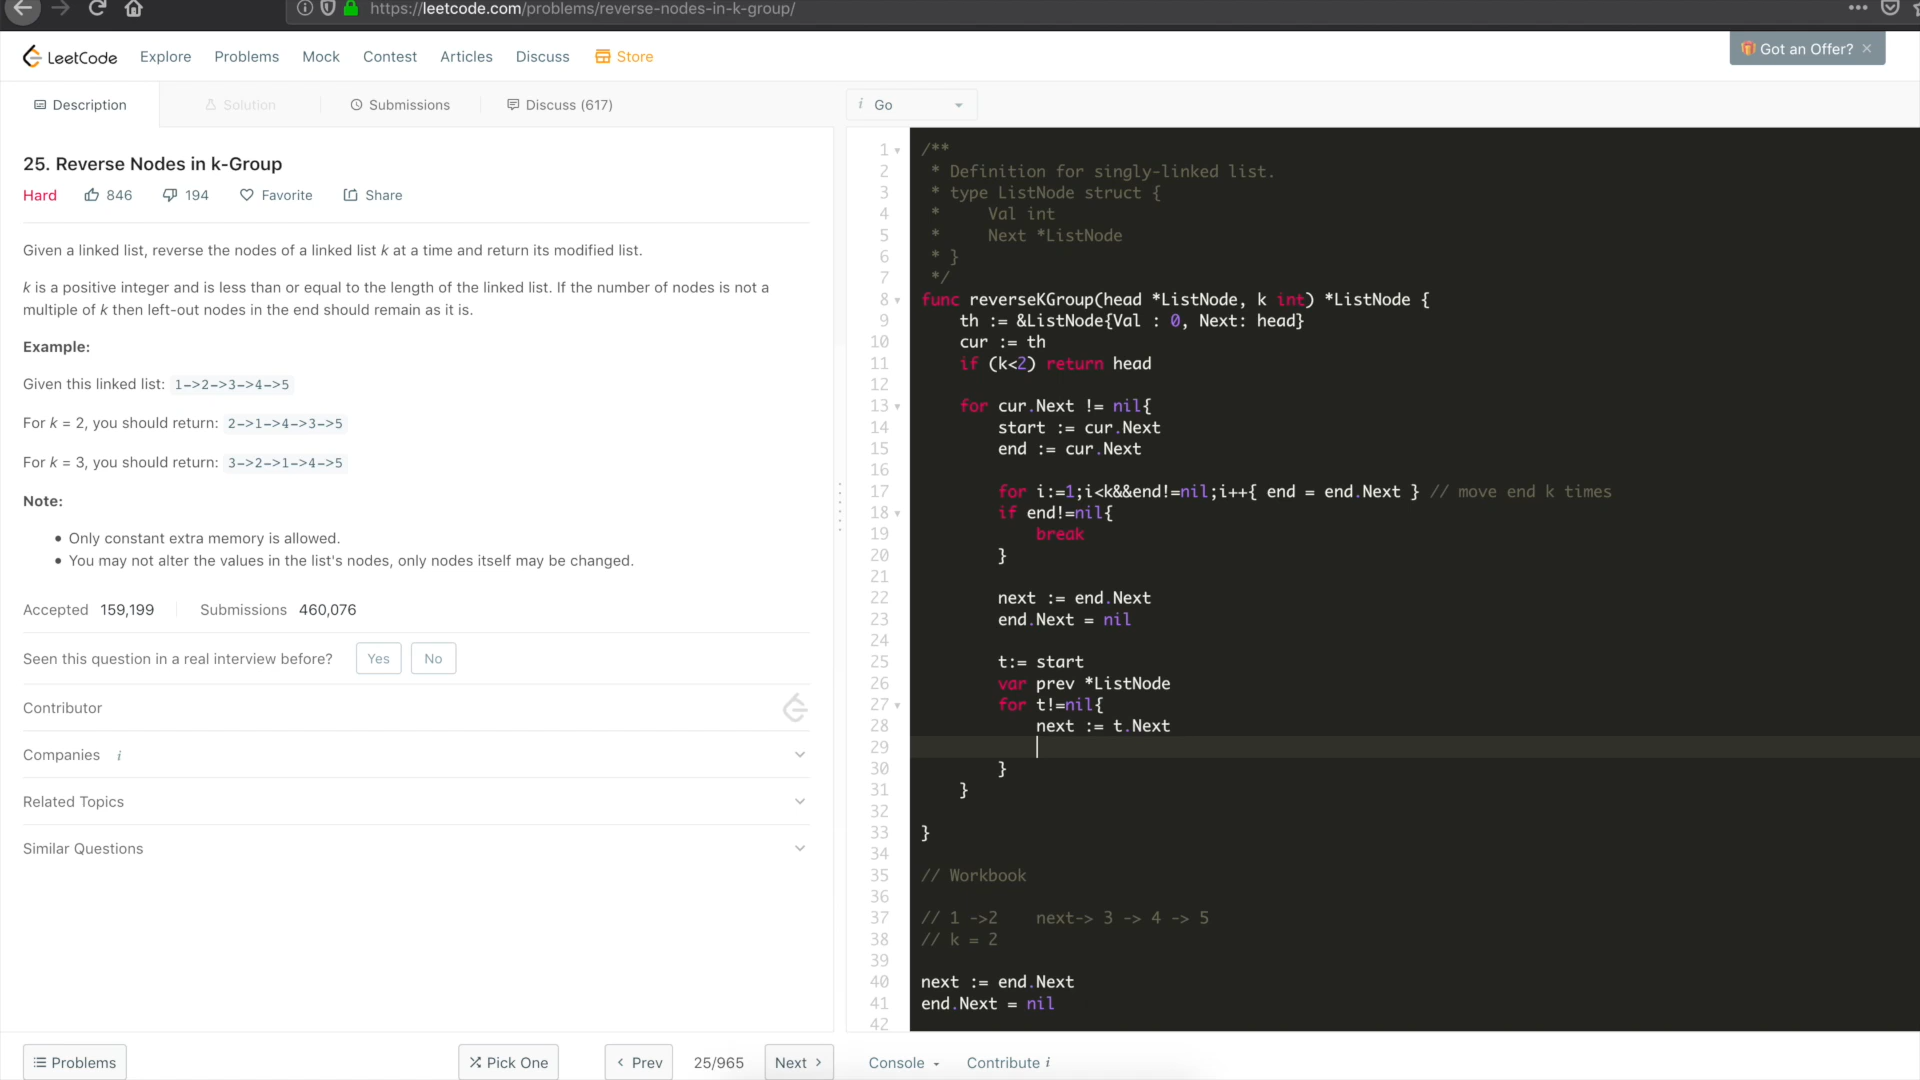 https://leetcode.com/problems/reverse-nodes-in-k-group/
LeetCode
Explore
Problems
Mock
Contest
Articles
Discuss
Store
Got an Offer? ×
Description
Solution
Submissions
Discuss (617)
i Go
25. Reverse Nodes in k-Group
Hard
846
194
Favorite
Share
Given a linked list, reverse the nodes of a linked list k at a time and return its modified list.
k is a positive integer and is less than or equal to the length of the linked list. If the number of nodes is not a
multiple of k then left-out nodes in the end should remain as it is.
Example:
Given this linked list: 1->2->3->4->5
For k = 2, you should return: 2->1->4->3->5
For k = 3, you should return: 3->2->1->4->5
Note:
• Only constant extra memory is allowed.
• You may not alter the values in the list's nodes, only nodes itself may be changed.
Accepted 159,199
Submissions 460,076
Seen this question in a real interview before?
Yes
No
Contributor
Companies i
Related Topics
Similar Questions
Problems
Pick One
Prev
25/965
Next
1 /**
2  * Definition for singly-linked list.
3  * type ListNode struct {
4  *     Val int
5  *     Next *ListNode
6  * }
7  */
8 func reverseKGroup(head *ListNode, k int) *ListNode {
9     th := &ListNode{Val : 0, Next: head}
10     cur := th
11     if (k<2) return head
12
13     for cur.Next != nil{
14         start := cur.Next
15         end := cur.Next
16
17         for i:=1;i<k&&end!=nil;i++{ end = end.Next } // move end k times
18         if end!=nil{
19             break
20         }
21
22         next := end.Next
23         end.Next = nil
24
25         t:= start
26         var prev *ListNode
27         for t!=nil{
28             next := t.Next
29
30         }
31     }
32
33 }
34
35 // Workbook
36
37 // 1 ->2    next-> 3 -> 4 -> 5
38 // k = 2
39
40 next := end.Next
41 end.Next = nil
42
Console
Contribute i